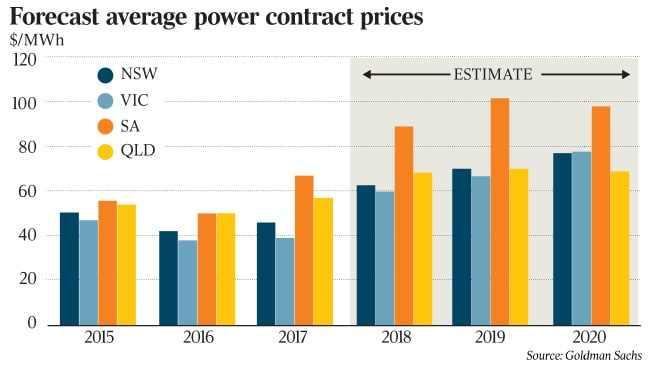 Forecast average power contract prices
$/MWh
120
100
80
60
40
20
0
NSW
VIC
SA
QLD
ESTIMATE
2015 2016 2017 2018 2019 2020
Source: Goldman Sachs